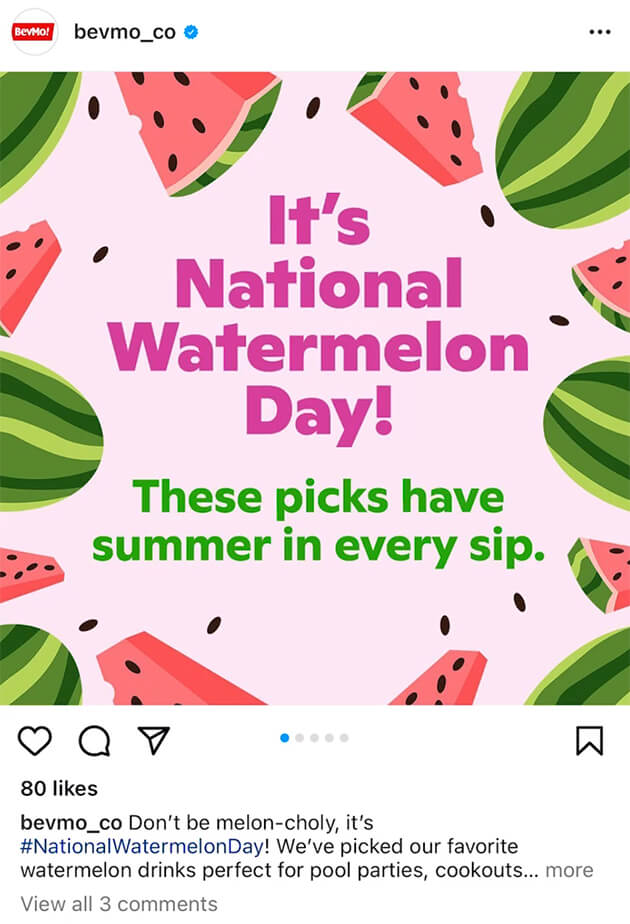 BevMo!
bevmo_co
It's
National
Watermelon
Day!
These picks have
summer in every sip.
80 likes
bevmo_co Don't be melon-choly, it's
#NationalWatermelonDay! We've picked our favorite
watermelon drinks perfect for pool parties, cookouts... more
View all 3 comments